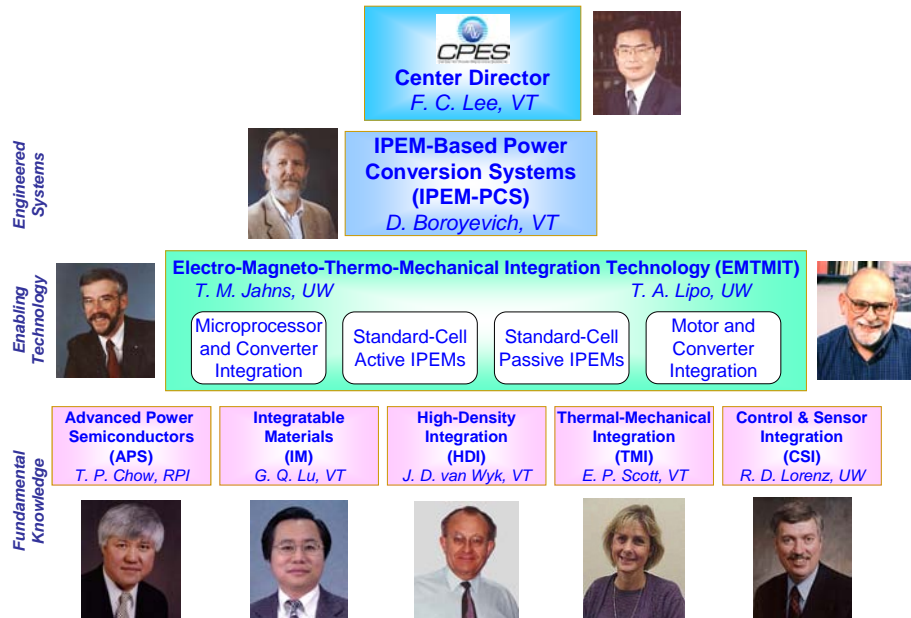 CPES
Center Director
F. C. Lee, VT
Engineered
Systems
IPEM-Based Power
Conversion Systems
(IPEM-PCS)
D. Boroyevich, VT
Enabling
Technology
Electro-Magneto-Thermo-Mechanical Integration Technology (EMTMIT)
T. M. Jahns, UW
T. A. Lipo, UW
Microprocessor
and Converter
Integration
Standard-Cell
Active IPEMs
Standard-Cell
Passive IPEMs
Motor and
Converter
Integration
Fundamental
Knowledge
Advanced Power
Semiconductors
(APS)
T. P. Chow, RPI
Integratable
Materials
(IM)
G. Q. Lu, VT
High-Density
Integration
(HDI)
J. D. van Wyk, VT
Thermal-Mechanical
Integration
(TMI)
E. P. Scott, VT
Control & Sensor
Integration
(CSI)
R. D. Lorenz, UW